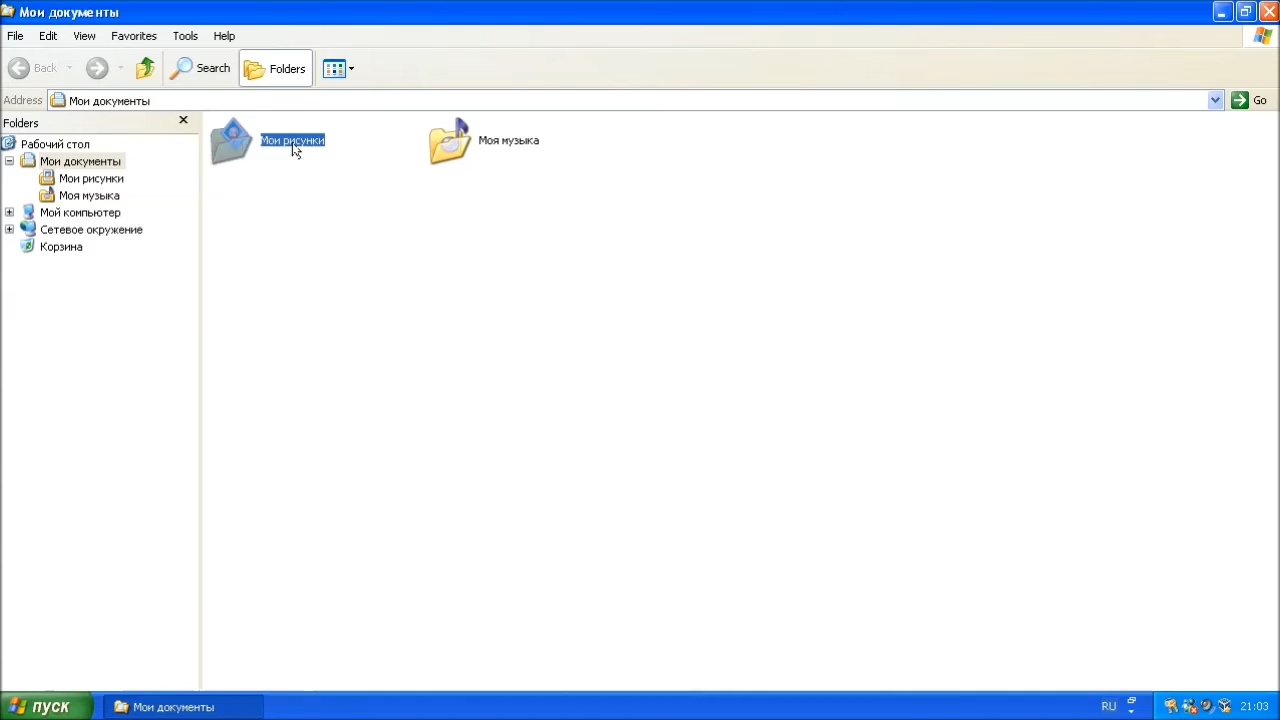 Мои документы
File Edit View Favorites Tools Help
Back Search Folders
Address Мои документы Go
Folders
Рабочий стол
Мои документы
Мои рисунки
Моя музыка
Мой компьютер
Сетевое окружение
Корзина
Мои рисунки
Моя музыка
пуск Мои документы RU 21:03